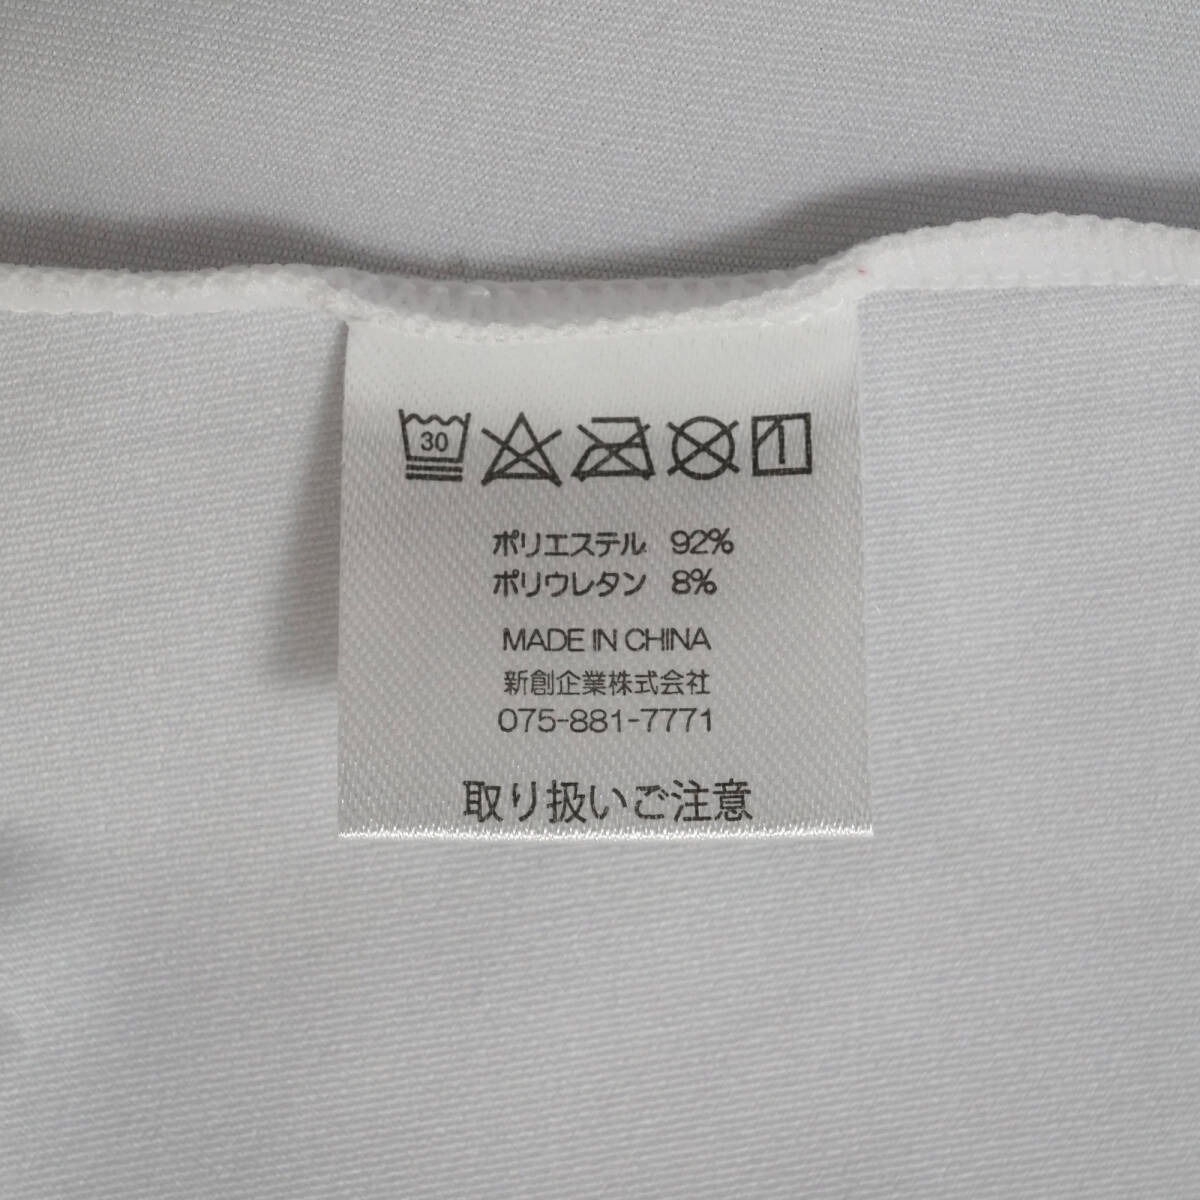 30
ポリエステル 92%
ポリウレタン 8%
MADE IN CHINA
新創企業株式会社
075-881-7771
取り扱いご注意